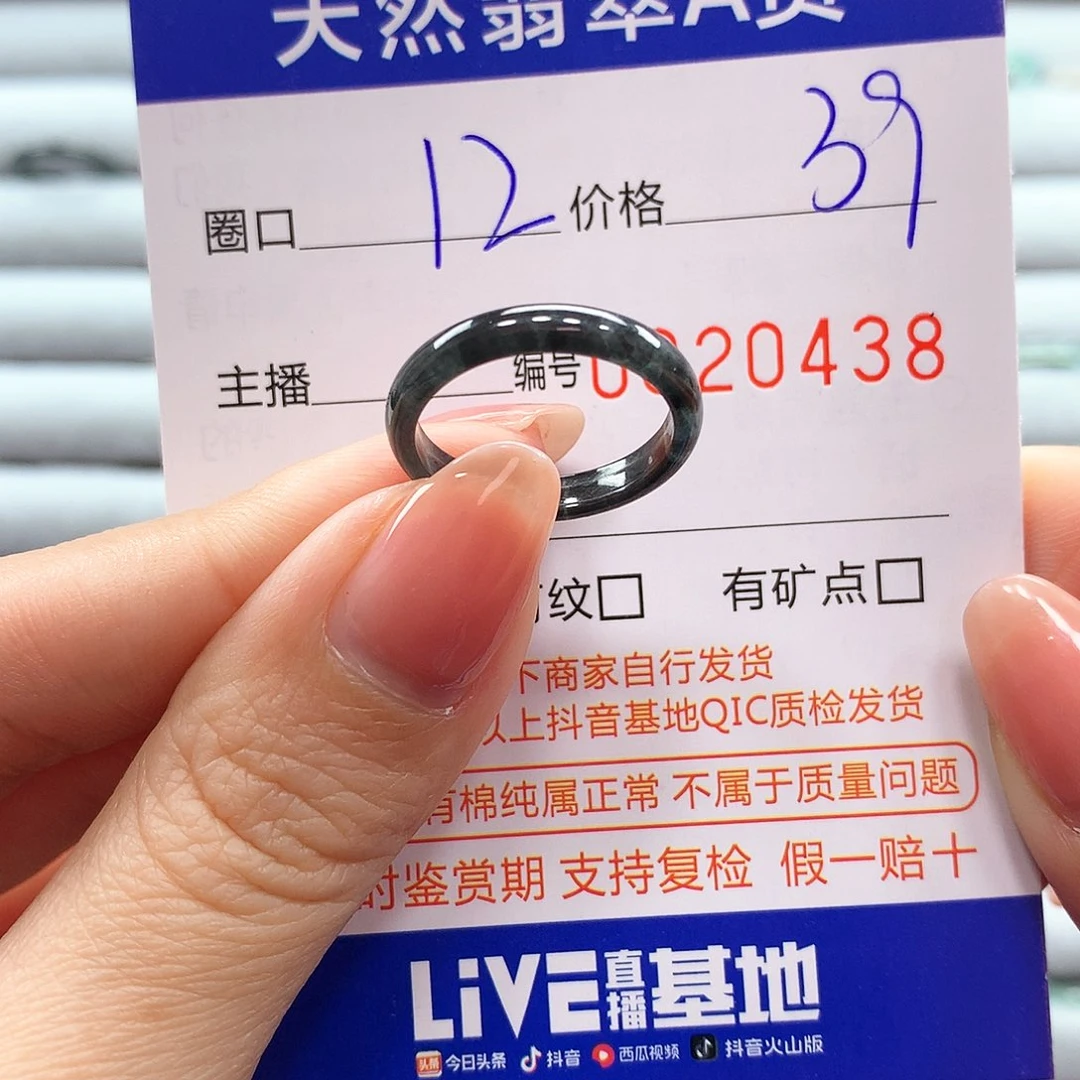 天然翡翠A货
圈口 12 价格 39
主播 编号 0 20438
纹□ 有矿点□
下商家自行发货
以上抖音基地QIC质检发货
有棉纯属正常 不属于质量问题
时鉴赏期 支持复检 假一赔十
LiVE直播基地
头条 今日头条 抖音 西瓜视频 抖音火山版